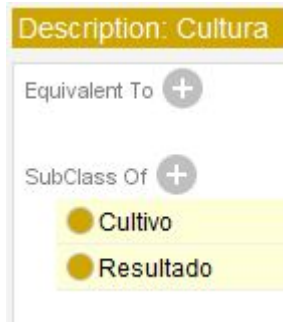 Description: Cultura
Equivalent To
SubClass Of
Cultivo
Resultado